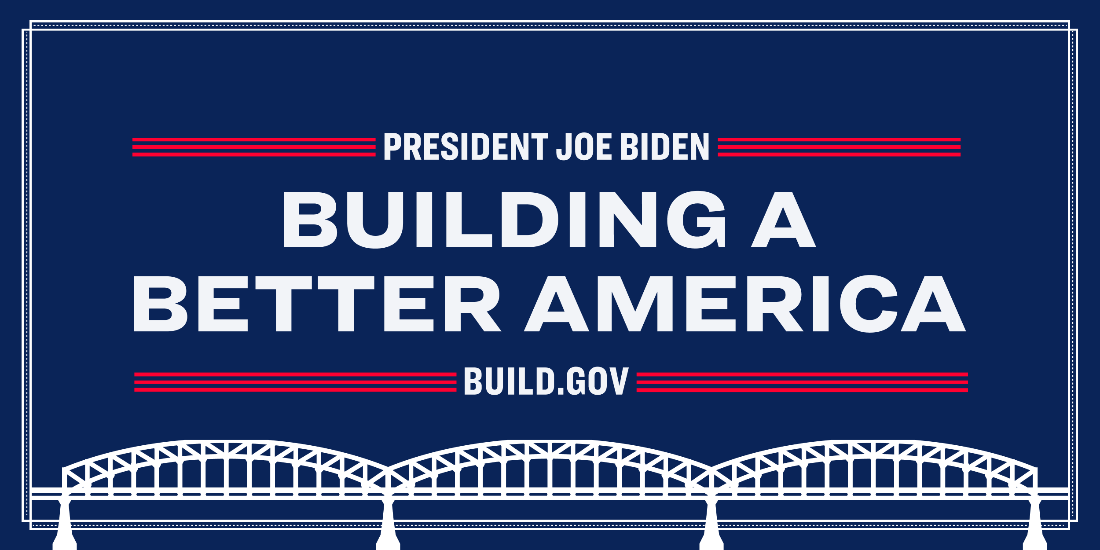 PRESIDENT JOE BIDEN
BUILDING A
BETTER AMERICA
BUILD.GOV